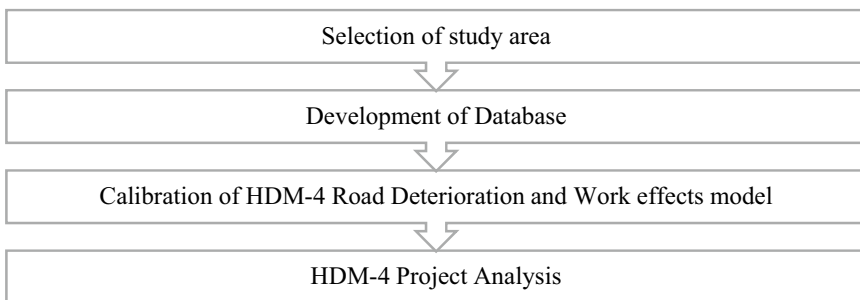 Selection of study area
Development of Database
Calibration of HDM-4 Road Deterioration and Work effects model
HDM-4 Project Analysis